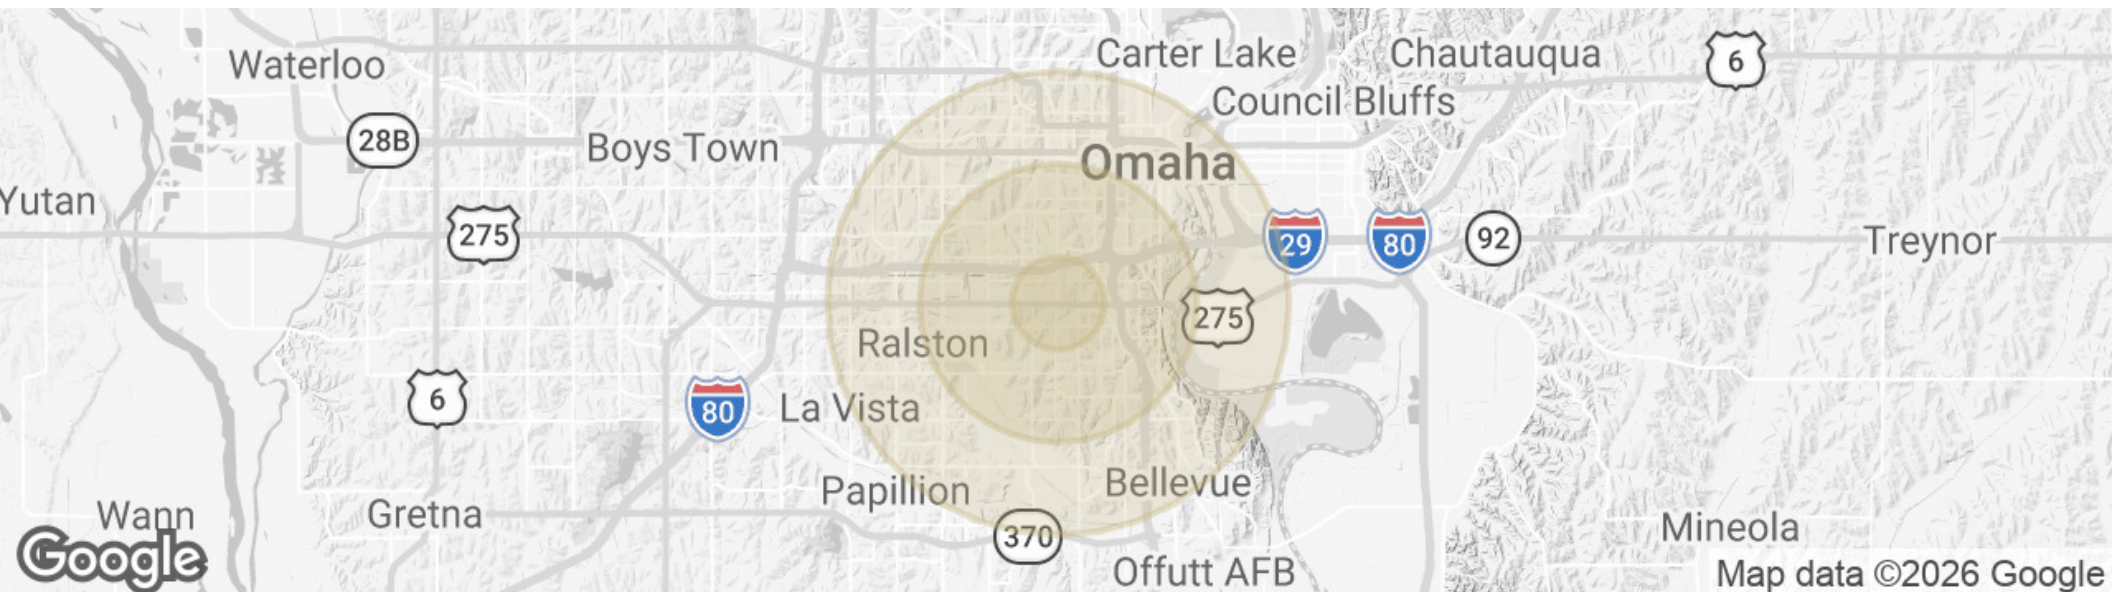 Carter Lake
Chautauqua
6
Waterloo
Council Bluffs
28B
Boys Town
Omaha
Yutan
275
29
80
92
Treynor
275
Ralston
6
80
La Vista
Papillion
Bellevue
Wann
Gretna
370
Mineola
Google
Offutt AFB
Map data ©2026 Google